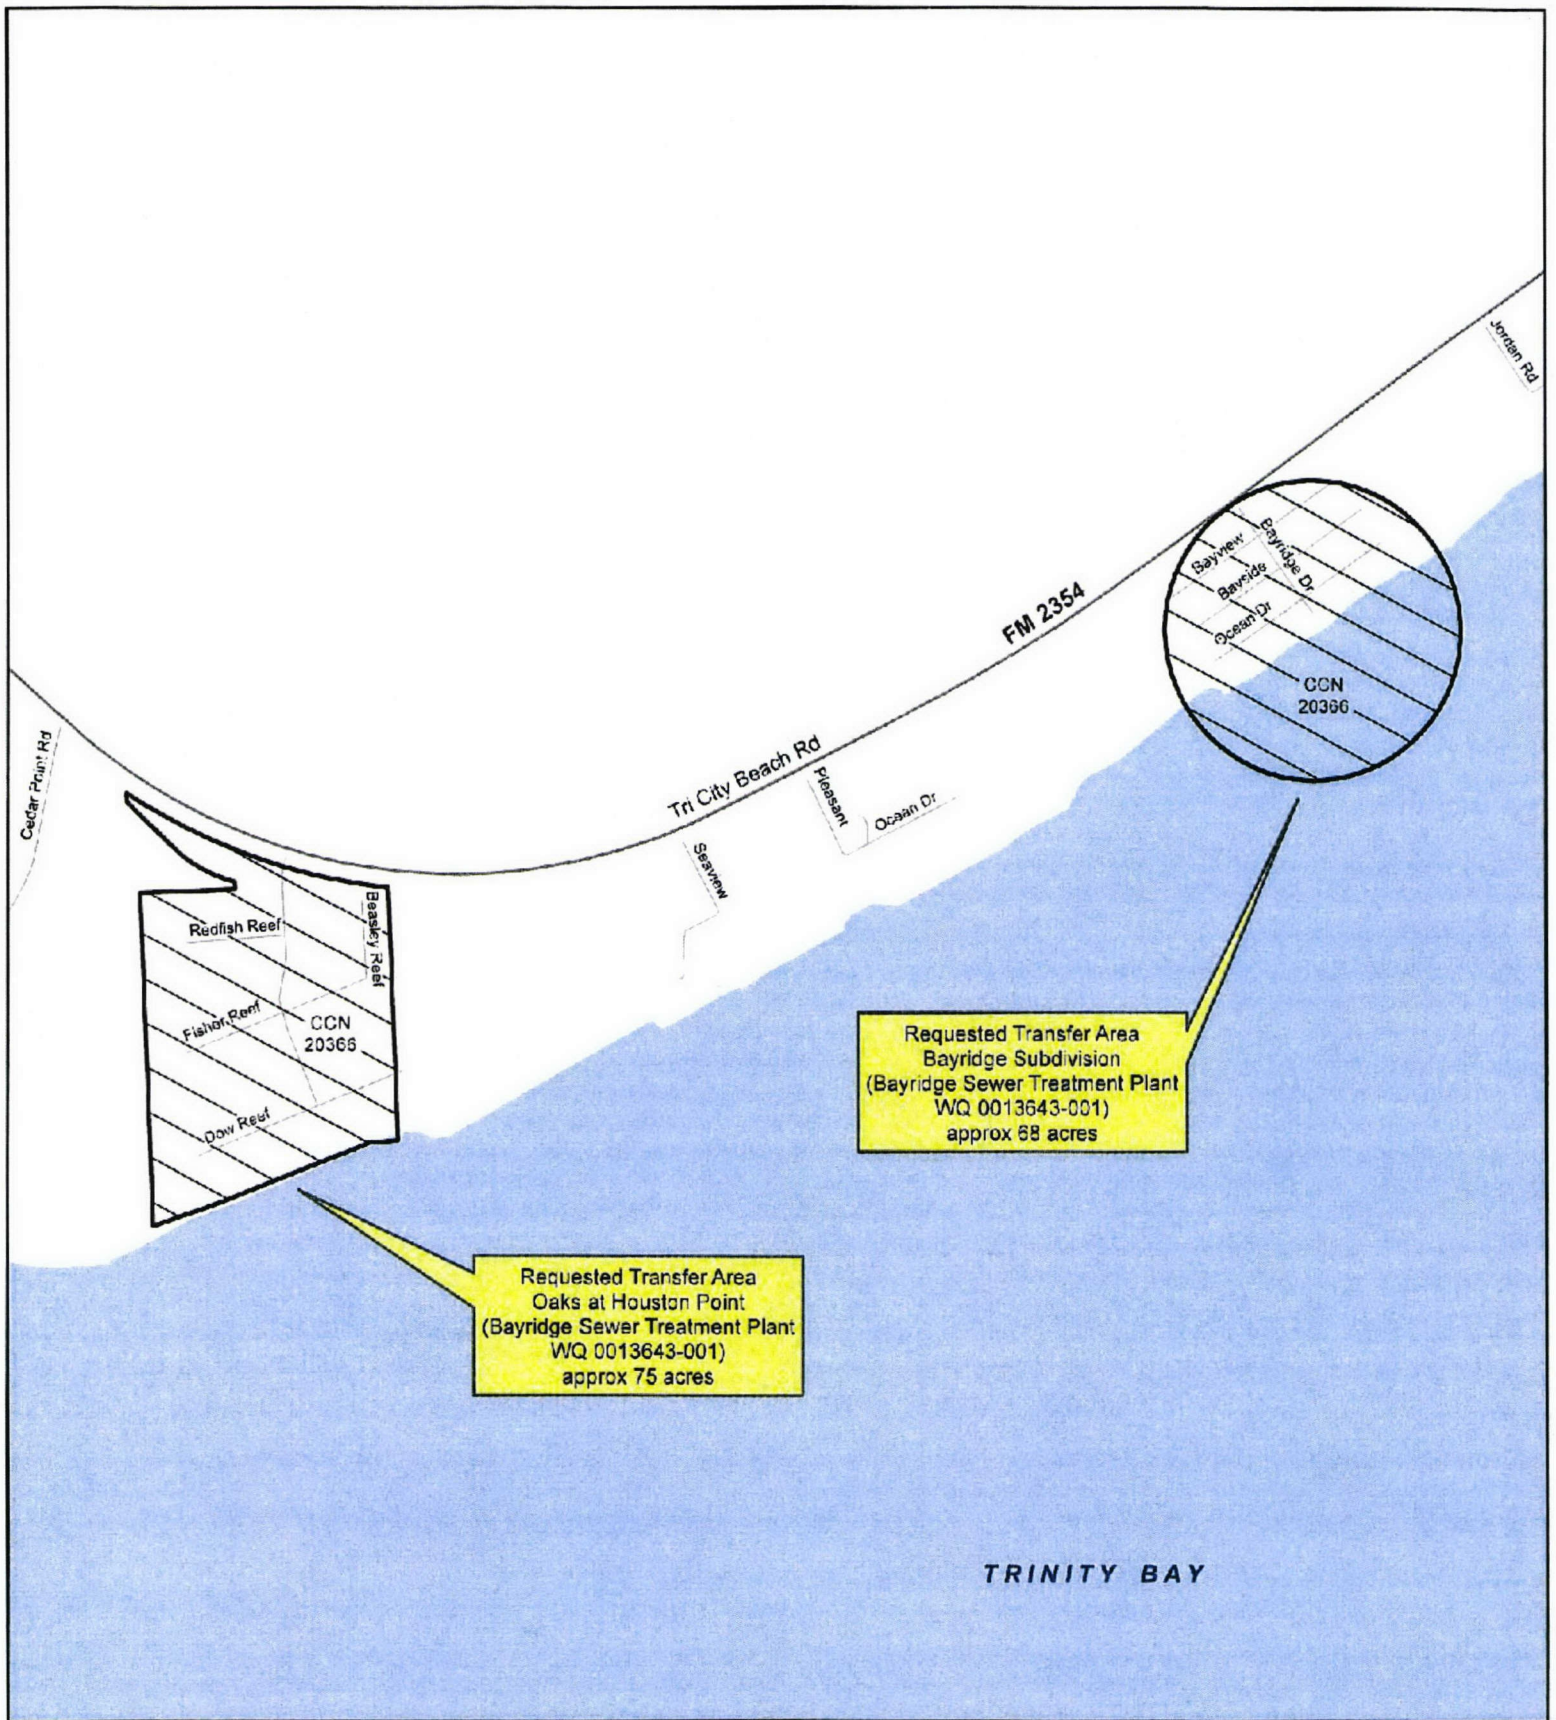 Jordan Rd
Bayview
Bayridge Dr
Bayside
Ocean Dr
CCN
20366
FM 2354
Tri City Beach Rd
Cedar Point Rd
Pleasant
Ocean Dr
Seaview
Redfish Reef
Beasley Reef
Fisher Reef
CCN
20366
Dow Reef
Requested Transfer Area
Bayridge Subdivision
(Bayridge Sewer Treatment Plant
WQ 0013643-001)
approx 68 acres
Requested Transfer Area
Oaks at Houston Point
(Bayridge Sewer Treatment Plant
WQ 0013643-001)
approx 75 acres
TRINITY BAY